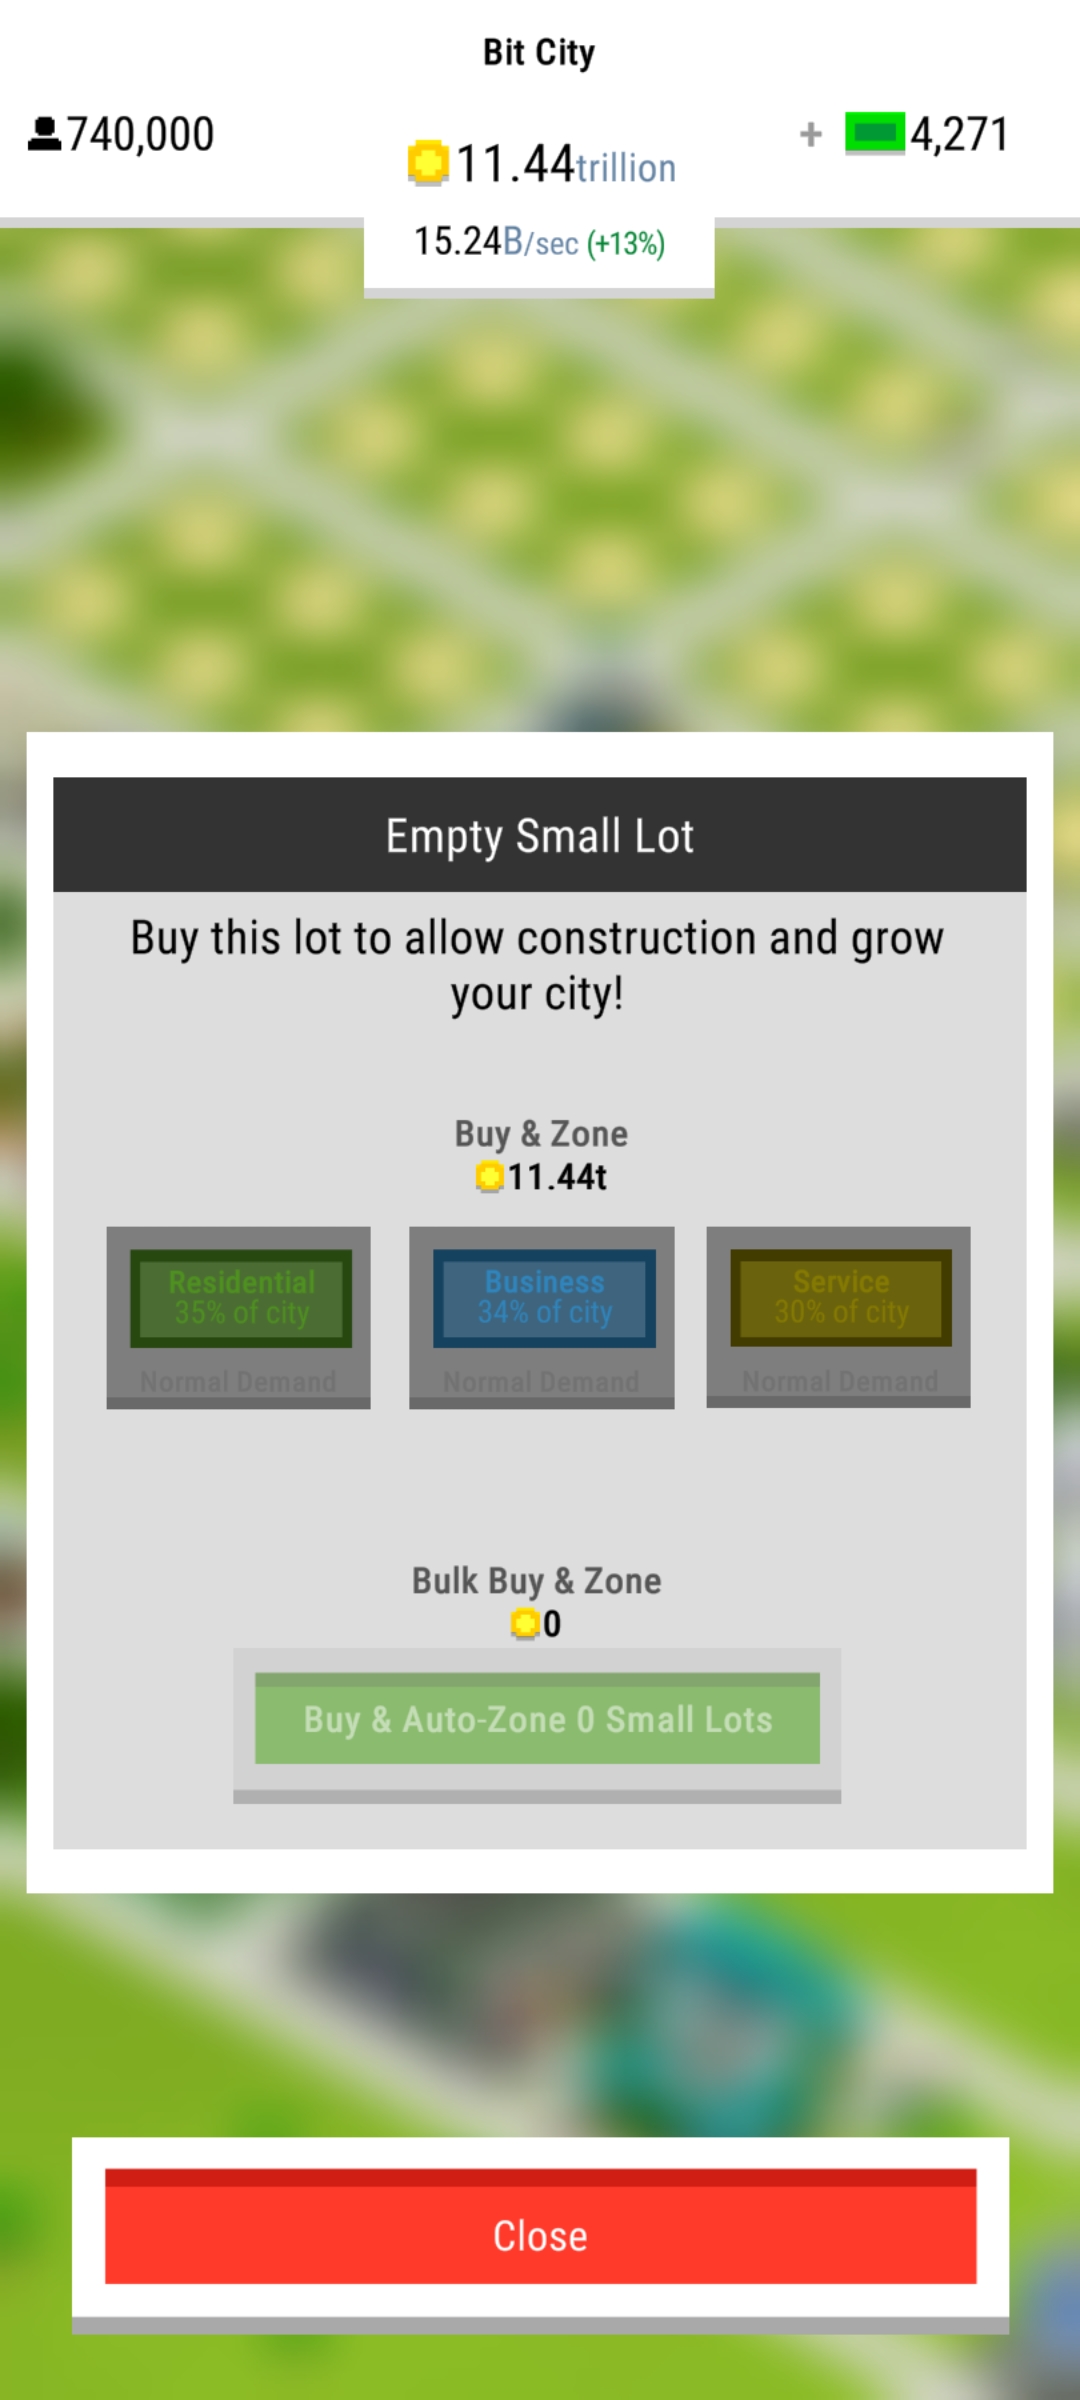 Bit City
740,000
11.44trillion
+ 4,271
15.24B/sec (+13%)
Empty Small Lot
Buy this lot to allow construction and grow
your city!
Buy & Zone
11.44t
Residential
35% of city
Normal Demand
Business
34% of city
Normal Demand
Service
30% of city
Normal Demand
Bulk Buy & Zone
0
Buy & Auto-Zone 0 Small Lots
Close